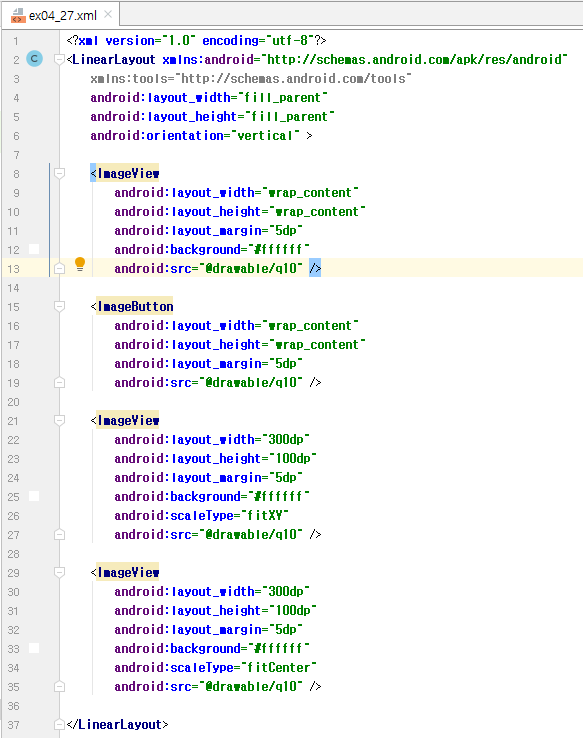 ex04_27.xml
1 <?xml version="1.0" encoding="utf-8"?>
2 C <LinearLayout xmlns:android="http://schemas.android.com/apk/res/android"
3 xmlns:tools="http://schemas.android.com/tools"
4 android:layout_width="fill_parent"
5 android:layout_height="fill_parent"
6 android:orientation="vertical" >
7
8 <ImageView
9 android:layout_width="wrap_content"
10 android:layout_height="wrap_content"
11 android:layout_margin="5dp"
12 android:background="#ffffff"
13 android:src="@drawable/q10" />
14
15 <ImageButton
16 android:layout_width="wrap_content"
17 android:layout_height="wrap_content"
18 android:layout_margin="5dp"
19 android:src="@drawable/q10" />
20
21 <ImageView
22 android:layout_width="300dp"
23 android:layout_height="100dp"
24 android:layout_margin="5dp"
25 android:background="#ffffff"
26 android:scaleType="fitXY"
27 android:src="@drawable/q10" />
28
29 <ImageView
30 android:layout_width="300dp"
31 android:layout_height="100dp"
32 android:layout_margin="5dp"
33 android:background="#ffffff"
34 android:scaleType="fitCenter"
35 android:src="@drawable/q10" />
36
37 </LinearLayout>